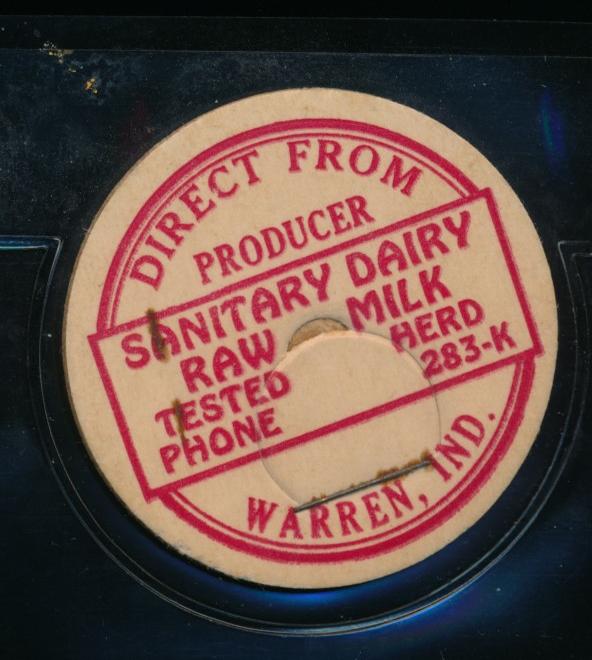 DIRECT FROM
PRODUCER
SANITARY DAIRY
RAW MILK
TESTED HERD
PHONE 283-K
WARREN, IND.